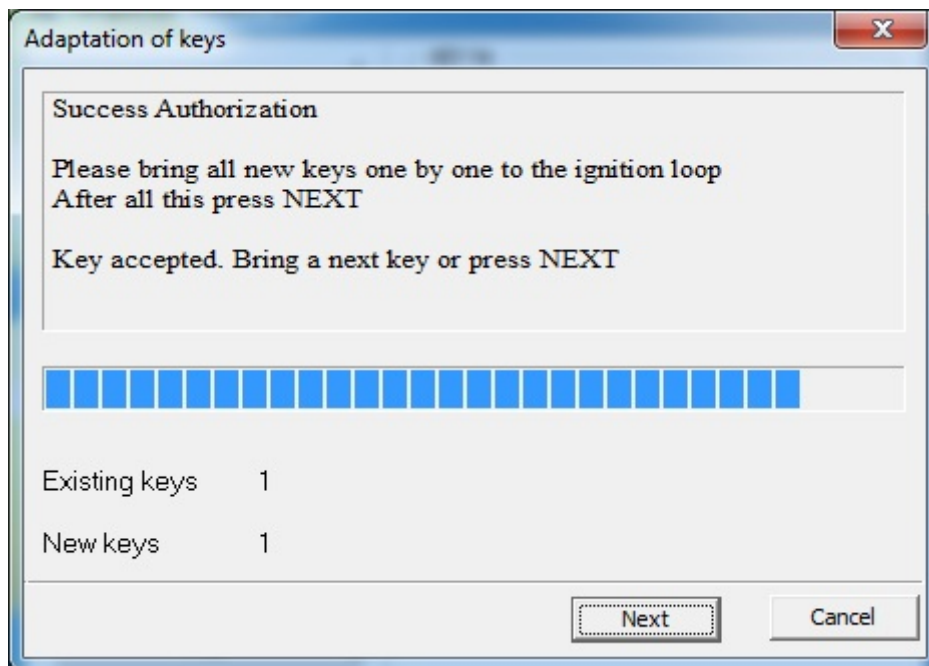 Adaptation of keys
Success Authorization
Please bring all new keys one by one to the ignition loop
After all this press NEXT
Key accepted. Bring a next key or press NEXT
Existing keys 1
New keys 1
Next Cancel